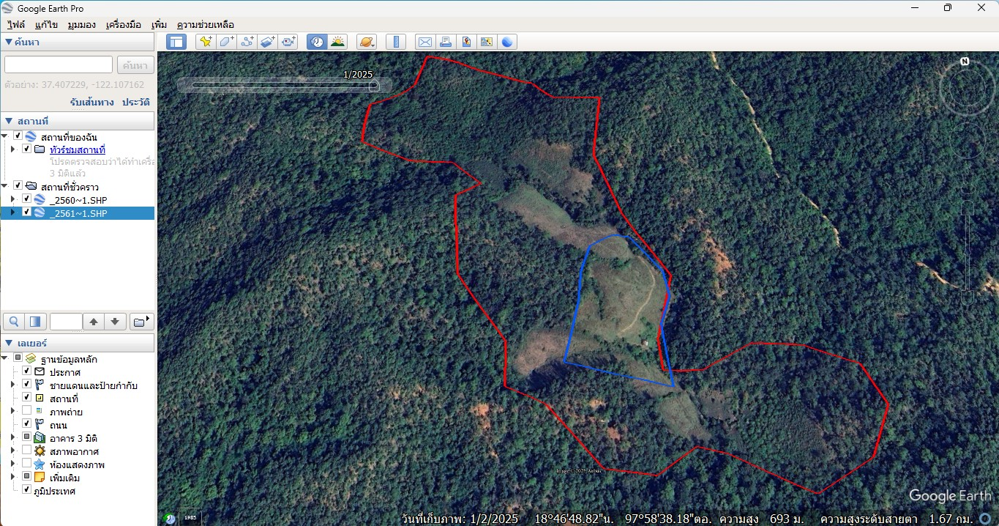 Google Earth Pro
ไฟล์ แก้ไข มุมมอง เครื่องมือ เพิ่ม ความช่วยเหลือ
ค้นหา
ค้นหา
ตัวอย่าง: 37.407229, -122.107162
รับเส้นทาง ประวัติ
สถานที่
สถานที่ของฉัน
ทัวร์ชมสถานที่
โปรดตรวจสอบว่าได้ทำเครื่อ
3 มิติแล้ว
สถานที่ชั่วคราว
_2560~1.SHP
_2561~1.SHP
เลเยอร์
ฐานข้อมูลหลัก
ประกาศ
ชายแดนและป้ายกำกับ
สถานที่
ภาพถ่าย
ถนน
อาคาร 3 มิติ
สภาพอากาศ
ห้องแสดงภาพ
เพิ่มเติม
ภูมิประเทศ
1/2025
N
Image © 2025 Airbus
Google Earth
1985
วันที่เก็บภาพ: 1/2/2025 18°46'48.82"น. 97°58'38.18"ตอ. ความสูง 693 ม. ความสูงระดับสายตา 1.67 กม.